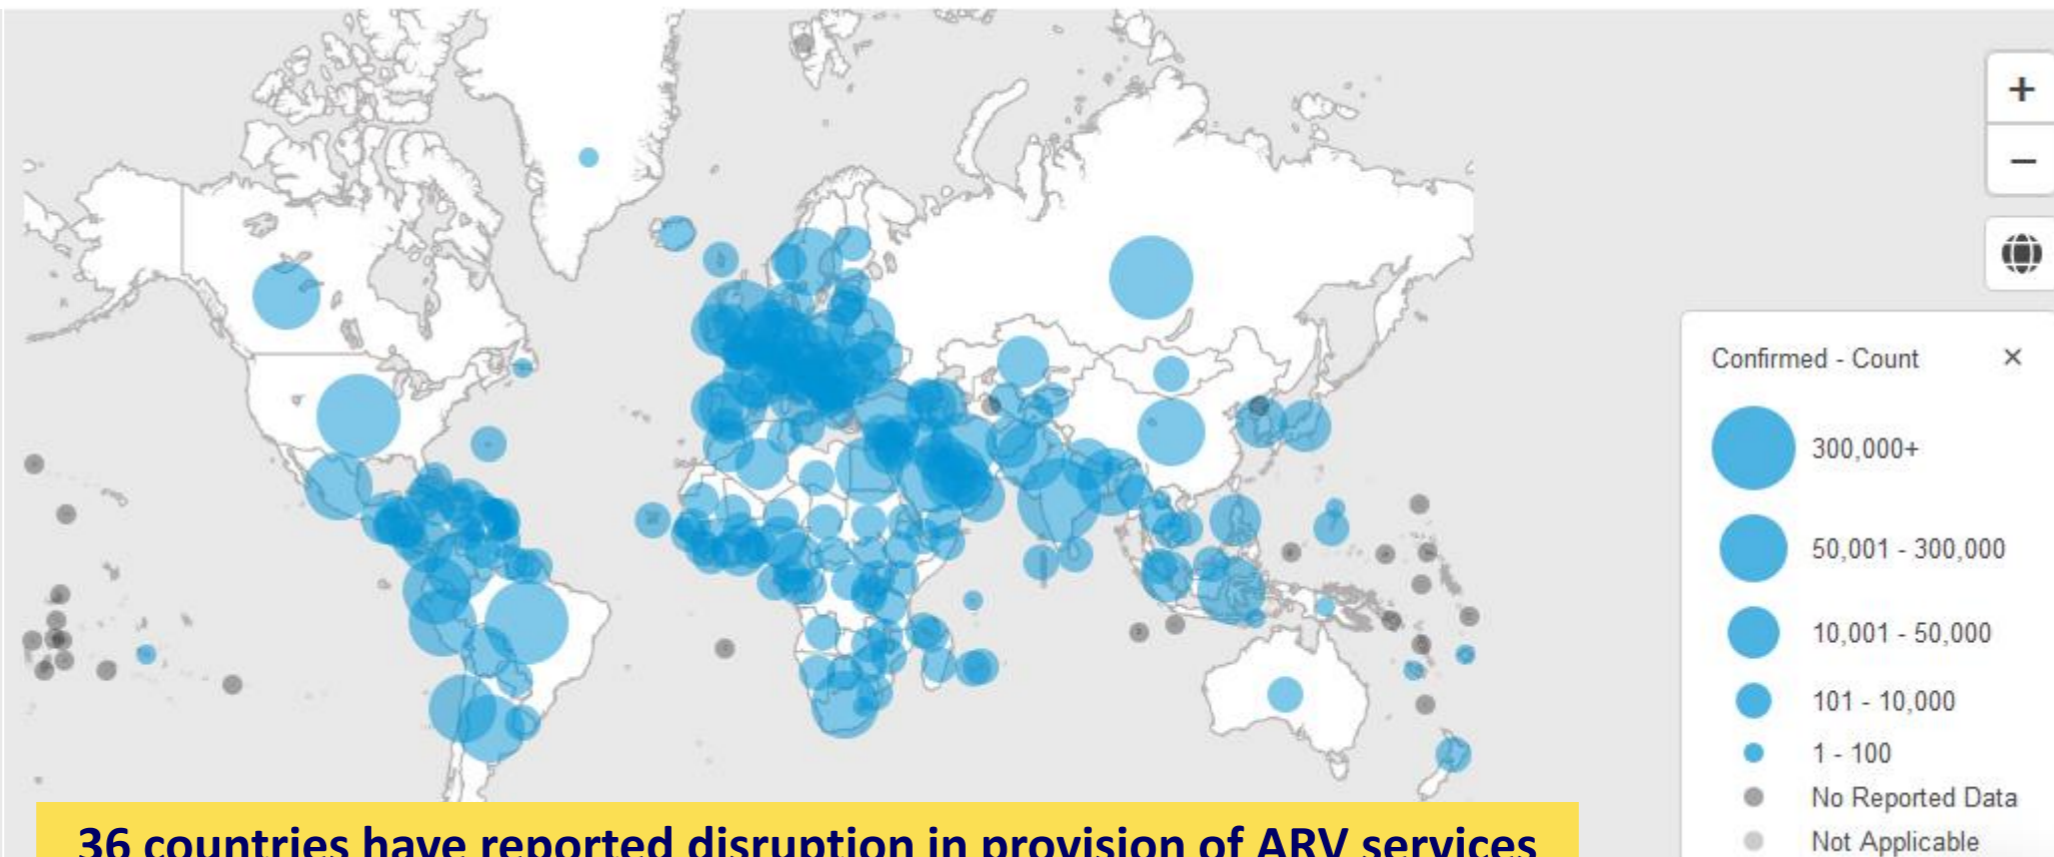 +
−
Confirmed - Count ×
300,000+
50,001 - 300,000
10,001 - 50,000
101 - 10,000
1 - 100
No Reported Data
Not Applicable
36 countries have reported disruption in provision of ARV services